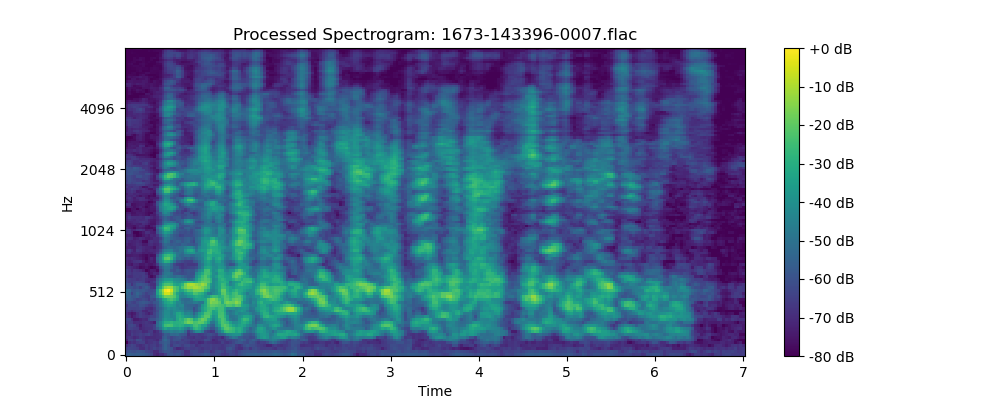 Processed Spectrogram: 1673-143396-0007.flac
Hz
4096
2048
1024
512
0
0 1 2 3 4 5 6 7
Time
+0 dB
-10 dB
-20 dB
-30 dB
-40 dB
-50 dB
-60 dB
-70 dB
-80 dB